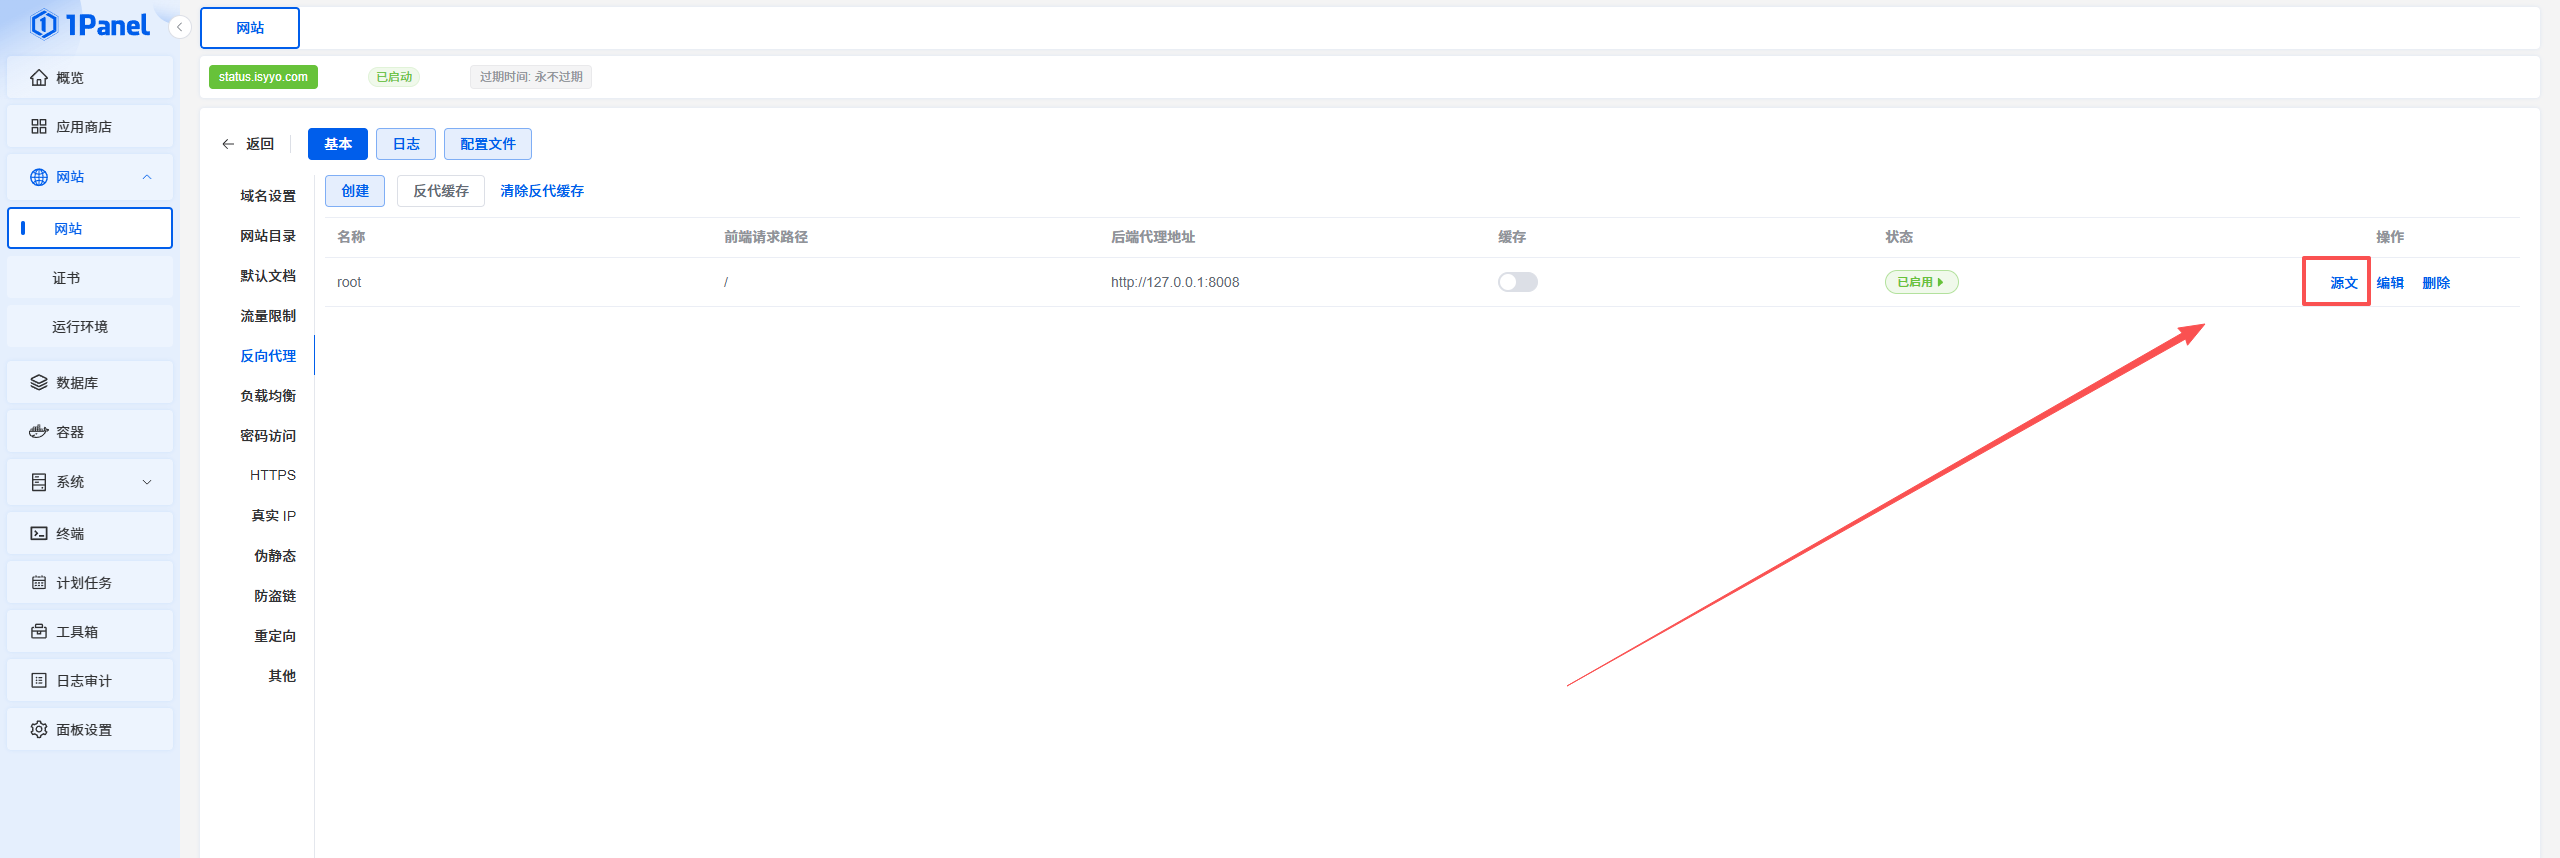 1Panel
概览
应用商店
网站
网站
证书
运行环境
数据库
容器
系统
终端
计划任务
工具箱
日志审计
面板设置
网站
status.isyyo.com 已启动 过期时间: 永不过期
返回 基本 日志 配置文件
域名设置
网站目录
默认文档
流量限制
反向代理
负载均衡
密码访问
HTTPS
真实 IP
伪静态
防盗链
重定向
其他
创建 反代缓存 清除反代缓存
名称 前端请求路径 后端代理地址 缓存 状态 操作
root / http://127.0.0.1:8008 已启用 源文 编辑 删除